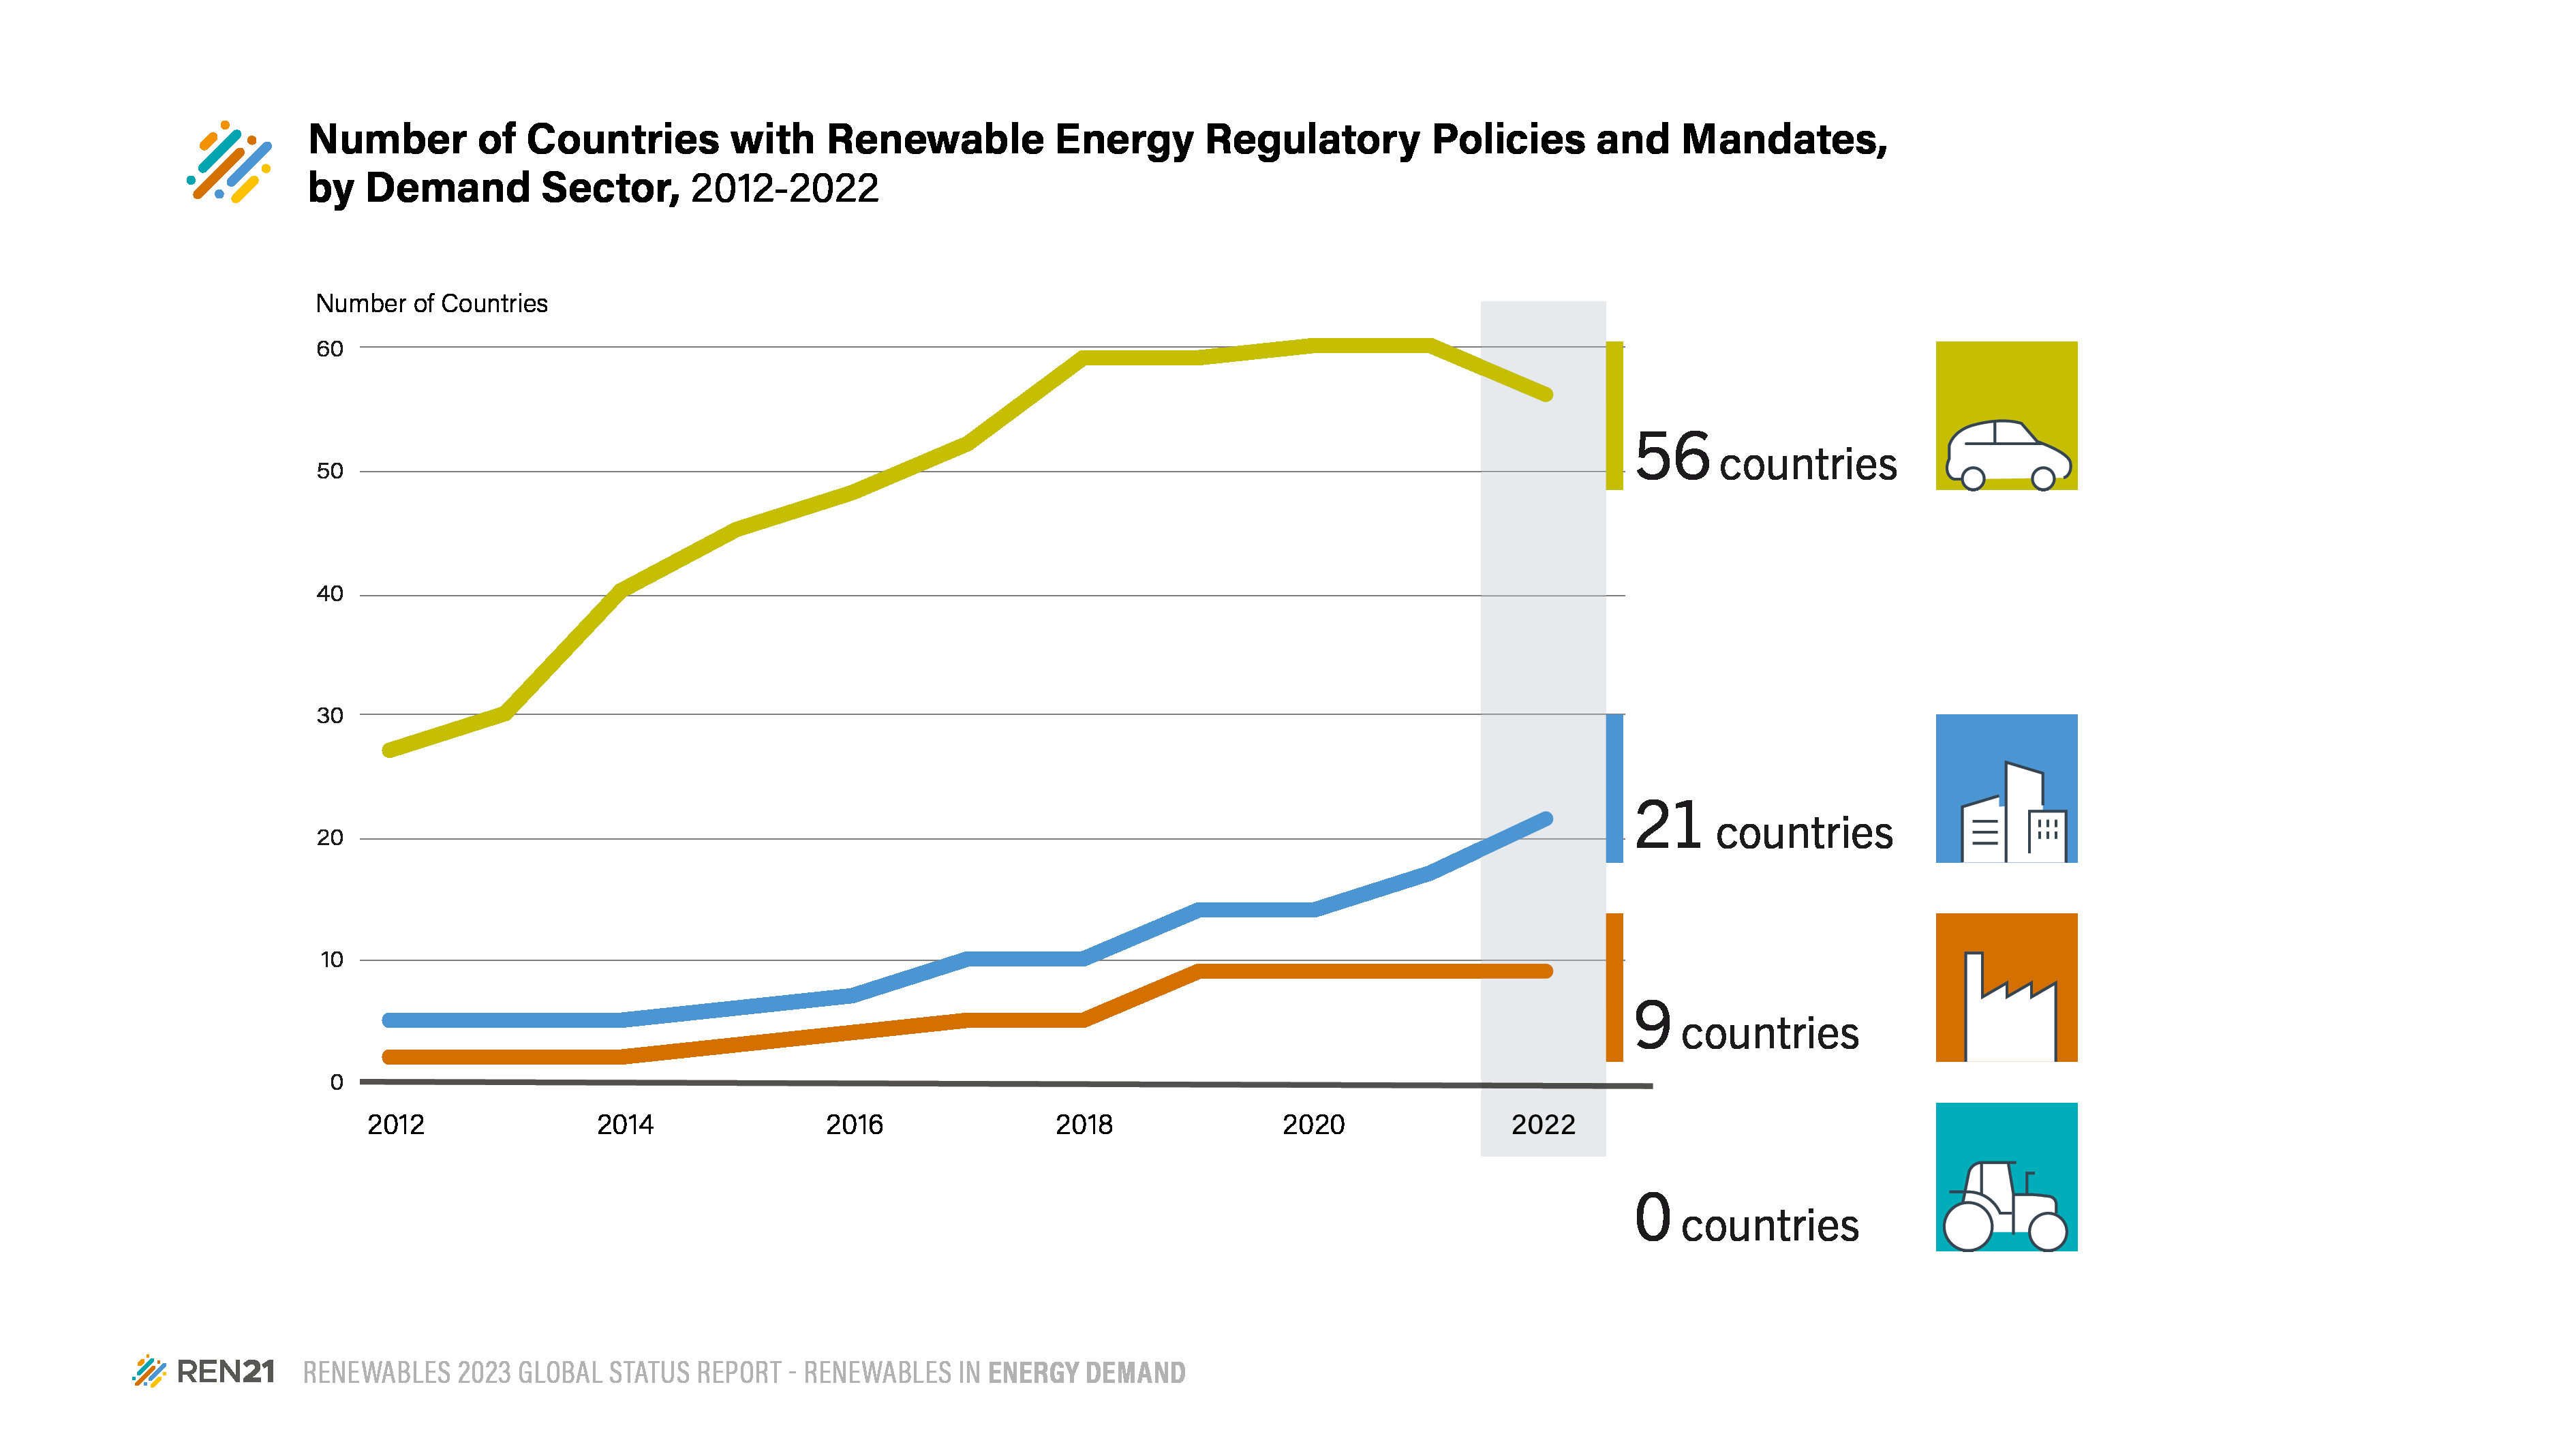 Number of Countries with Renewable Energy Regulatory Policies and Mandates,
by Demand Sector, 2012-2022
Number of Countries
60
50
40
30
20
10
0
2012 2014 2016 2018 2020 2022
56 countries
21 countries
9 countries
0 countries
REN21 RENEWABLES 2023 GLOBAL STATUS REPORT - RENEWABLES IN ENERGY DEMAND